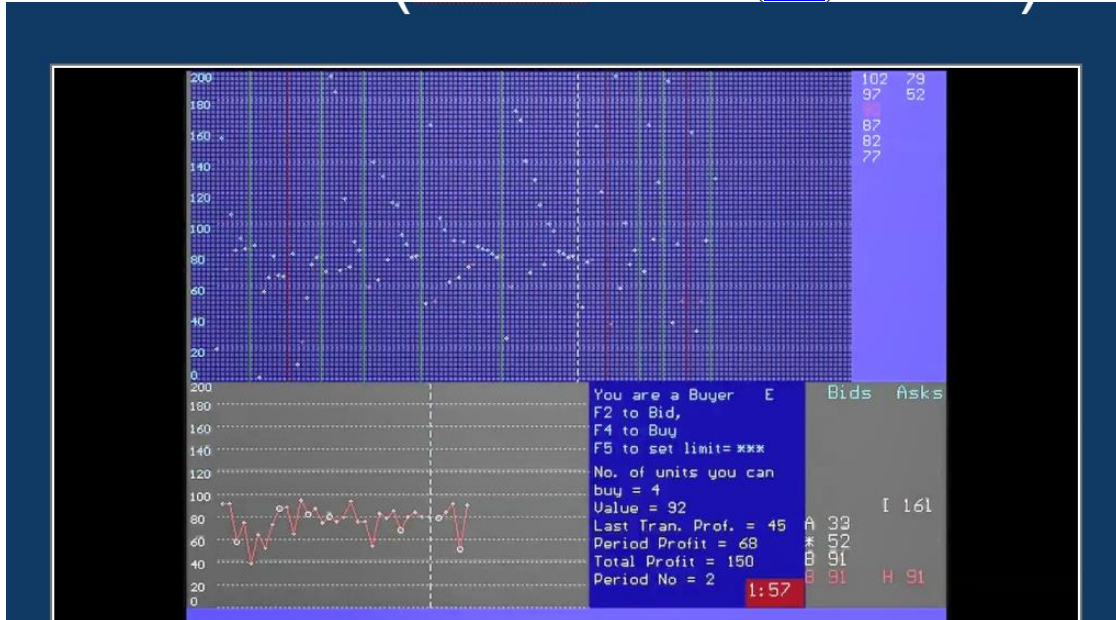 200
180
160
140
120
100
80
60
40
20
0
102 79
97 52
87
82
77
200
180
160
140
120
100
80
60
40
20
0
You are a Buyer E
F2 to Bid,
F4 to Buy
F5 to set limit= ***
No. of units you can
buy = 4
Value = 92
Last Tran. Prof. = 45
Period Profit = 68
Total Profit = 150
Period No = 2
1:57
Bids Asks
I 161
A 33
* 52
B 91
B 91 H 91